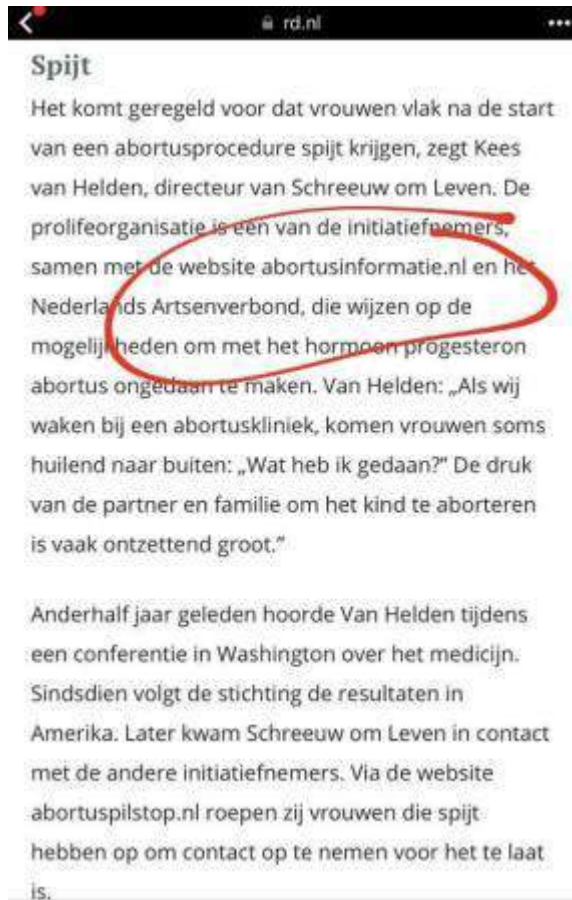 rd.nl
Spijt
Het komt geregeld voor dat vrouwen vlak na de start
van een abortusprocedure spijt krijgen, zegt Kees
van Helden, directeur van Schreeuw om Leven. De
prolifeorganisatie is een van de initiatiefnemers,
samen met de website abortusinformatie.nl en het
Nederlands Artsenverbond, die wijzen op de
mogelijkheden om met het hormoon progesteron
abortus ongedaan te maken. Van Helden: „Als wij
waken bij een abortuskliniek, komen vrouwen soms
huilend naar buiten: „Wat heb ik gedaan?” De druk
van de partner en familie om het kind te aborteren
is vaak ontzettend groot.”
Anderhalf jaar geleden hoorde Van Helden tijdens
een conferentie in Washington over het medicijn.
Sindsdien volgt de stichting de resultaten in
Amerika. Later kwam Schreeuw om Leven in contact
met de andere initiatiefnemers. Via de website
abortuspilstop.nl roepen zij vrouwen die spijt
hebben op om contact op te nemen voor het te laat
is.